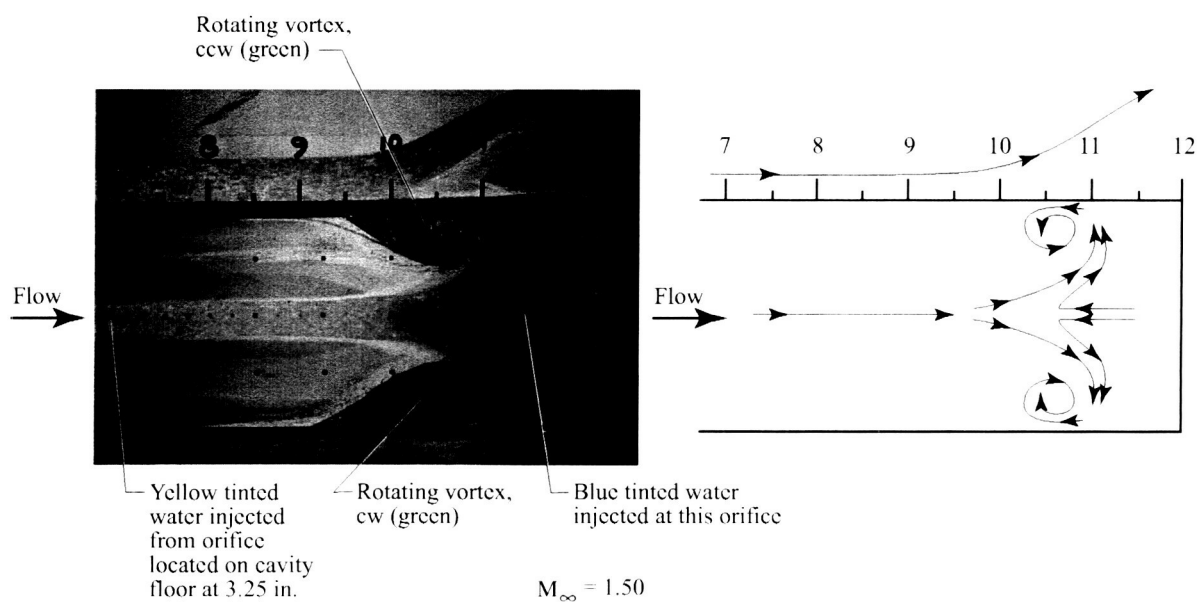 Rotating vortex,
ccw (green)
8 9 10
7 8 9 10 11 12
Flow
Flow
Yellow tinted
water injected
from orifice
located on cavity
floor at 3.25 in.
Rotating vortex,
cw (green)
Blue tinted water
injected at this orifice
M∞ = 1.50